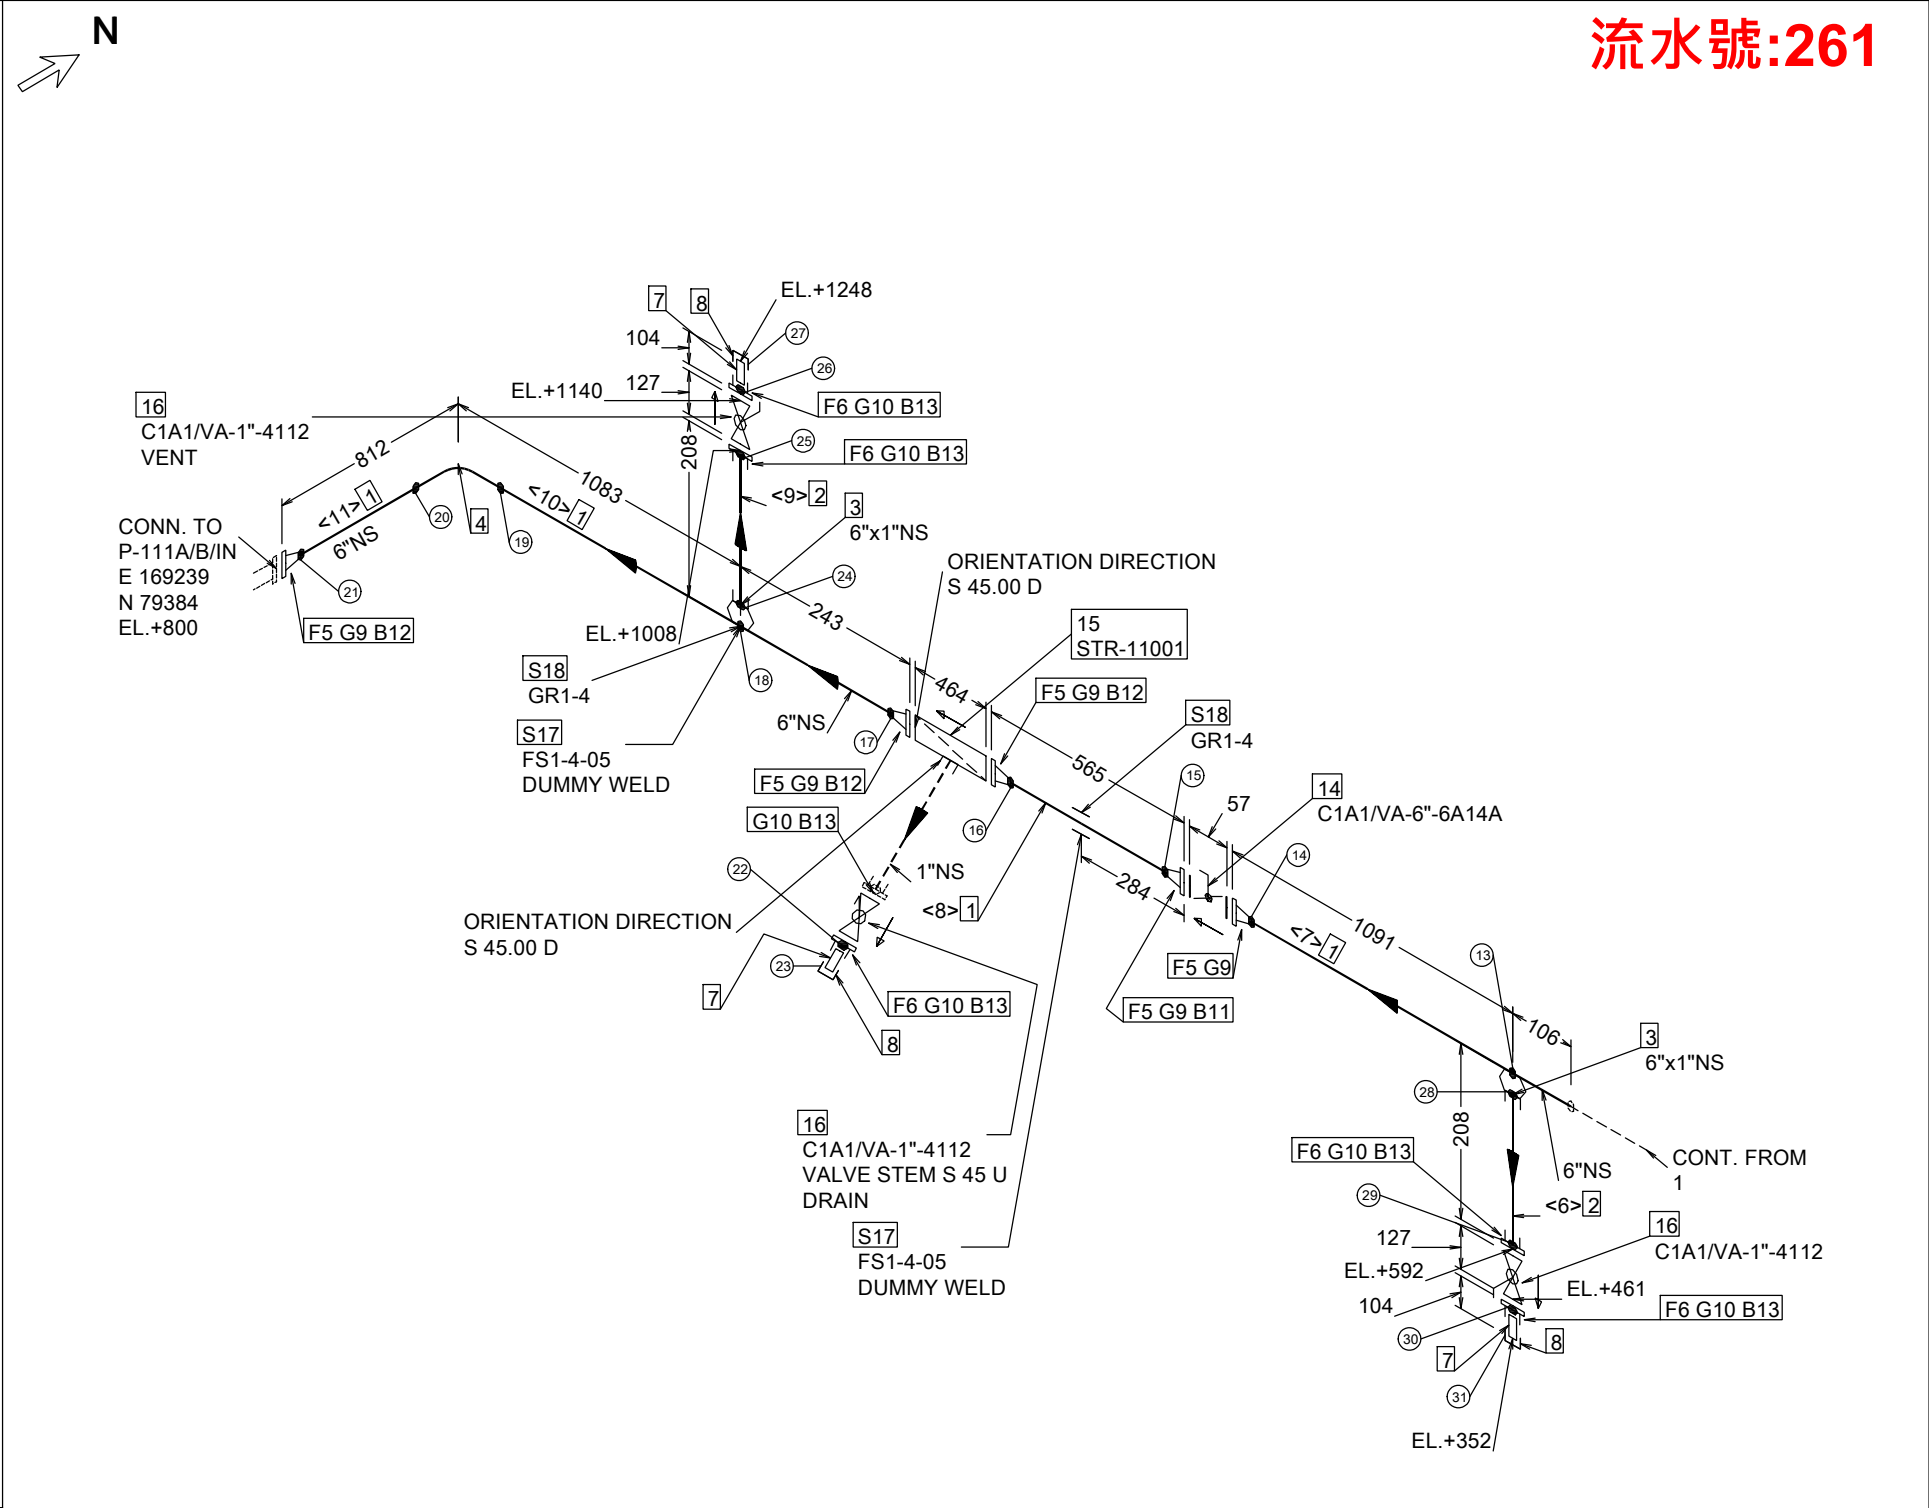 N
流水號:261
7
8
EL.+1248
104
27
26
EL.+1140
127
F6 G10 B13
16
C1A1/VA-1"-4112
VENT
25
F6 G10 B13
208
812
1083
<9> 2
3
6"x1"NS
<11> 1
6"NS
20
4
<10> 1
19
CONN. TO
P-111A/B/IN
E 169239
N 79384
EL.+800
21
F5 G9 B12
ORIENTATION DIRECTION
S 45.00 D
24
243
EL.+1008
15
STR-11001
S18
GR1-4
18
464
F5 G9 B12
S17
FS1-4-05
DUMMY WELD
6"NS
17
F5 G9 B12
S18
GR1-4
565
15
57
14
C1A1/VA-6"-6A14A
G10 B13
16
22
1"NS
14
284
<8> 1
ORIENTATION DIRECTION
S 45.00 D
1091
<7> 1
13
23
7
F6 G10 B13
8
F5 G9
F5 G9 B11
106
3
6"x1"NS
28
208
16
C1A1/VA-1"-4112
VALVE STEM S 45 U
DRAIN
F6 G10 B13
6"NS
CONT. FROM
1
29
<6> 2
S17
FS1-4-05
DUMMY WELD
127
16
C1A1/VA-1"-4112
EL.+592
EL.+461
104
F6 G10 B13
30
7
8
31
EL.+352